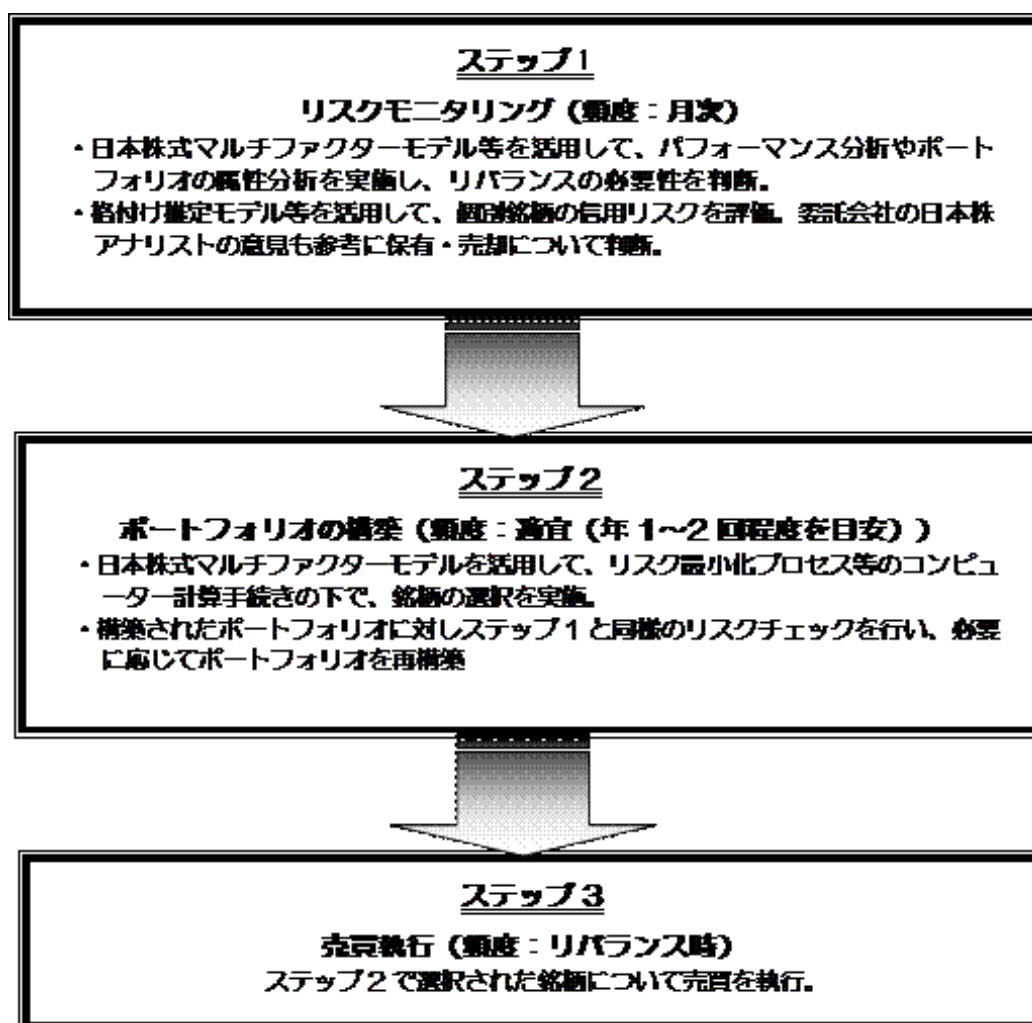 ステップ1
リスクモニタリング（頻度：月次）
・日本株式マルチファクターモデル等を活用して、パフォーマンス分析やポート
フォリオの属性分析を実施し、リバランスの必要性を判断。
・格付け推定モデル等を活用して、個別銘柄の信用リスクを評価。委託会社の日本株
アナリストの意見も参考に保有・売却について判断。
ステップ2
ポートフォリオの構築（頻度：適宜（年1～2回程度を目安））
・日本株式マルチファクターモデルを活用して、リスク最小化プロセス等のコンピュ
ーター計算手続きの下で、銘柄の選択を実施。
・構築されたポートフォリオに対しステップ1と同様のリスクチェックを行い、必要
に応じてポートフォリオを再構築
ステップ3
売買執行（頻度：リバランス時）
ステップ2で選択された銘柄について売買を執行。